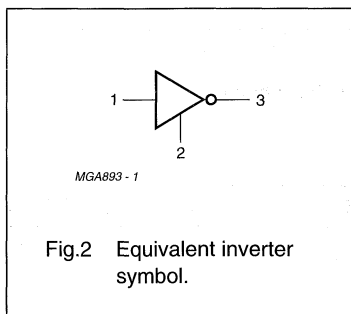 1
3
2
MGA893 - 1
Fig.2 Equivalent inverter
symbol.